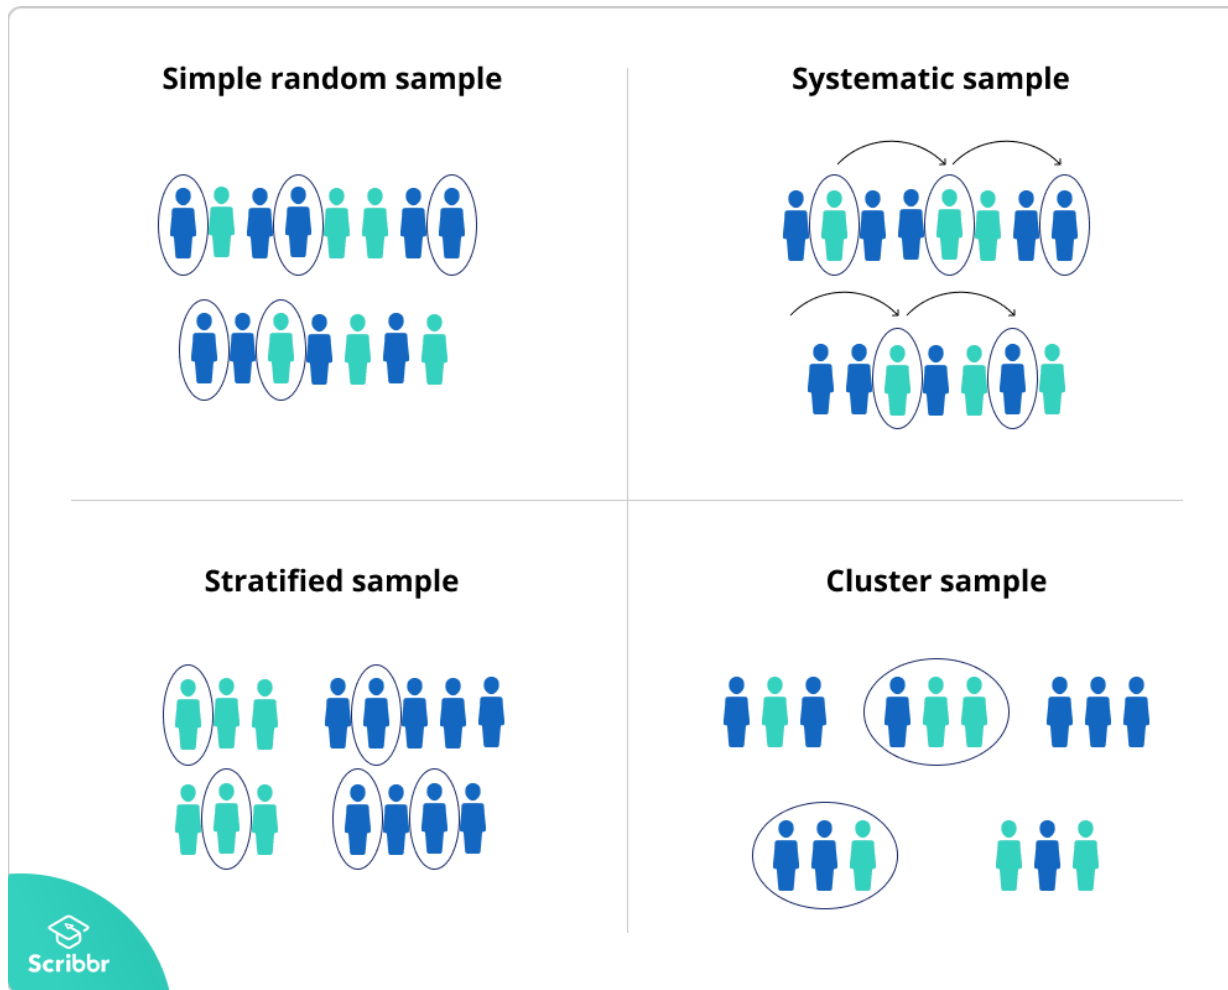 Simple random sample
Systematic sample
Stratified sample
Cluster sample
Scribbr